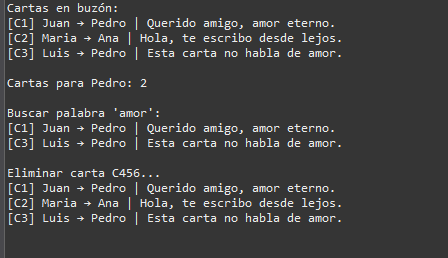 Cartas en buzón:
[C1] Juan → Pedro | Querido amigo, amor eterno.
[C2] Maria → Ana | Hola, te escribo desde lejos.
[C3] Luis → Pedro | Esta carta no habla de amor.
Cartas para Pedro: 2
Buscar palabra 'amor':
[C1] Juan → Pedro | Querido amigo, amor eterno.
[C3] Luis → Pedro | Esta carta no habla de amor.
Eliminar carta C456...
[C1] Juan → Pedro | Querido amigo, amor eterno.
[C2] Maria → Ana | Hola, te escribo desde lejos.
[C3] Luis → Pedro | Esta carta no habla de amor.